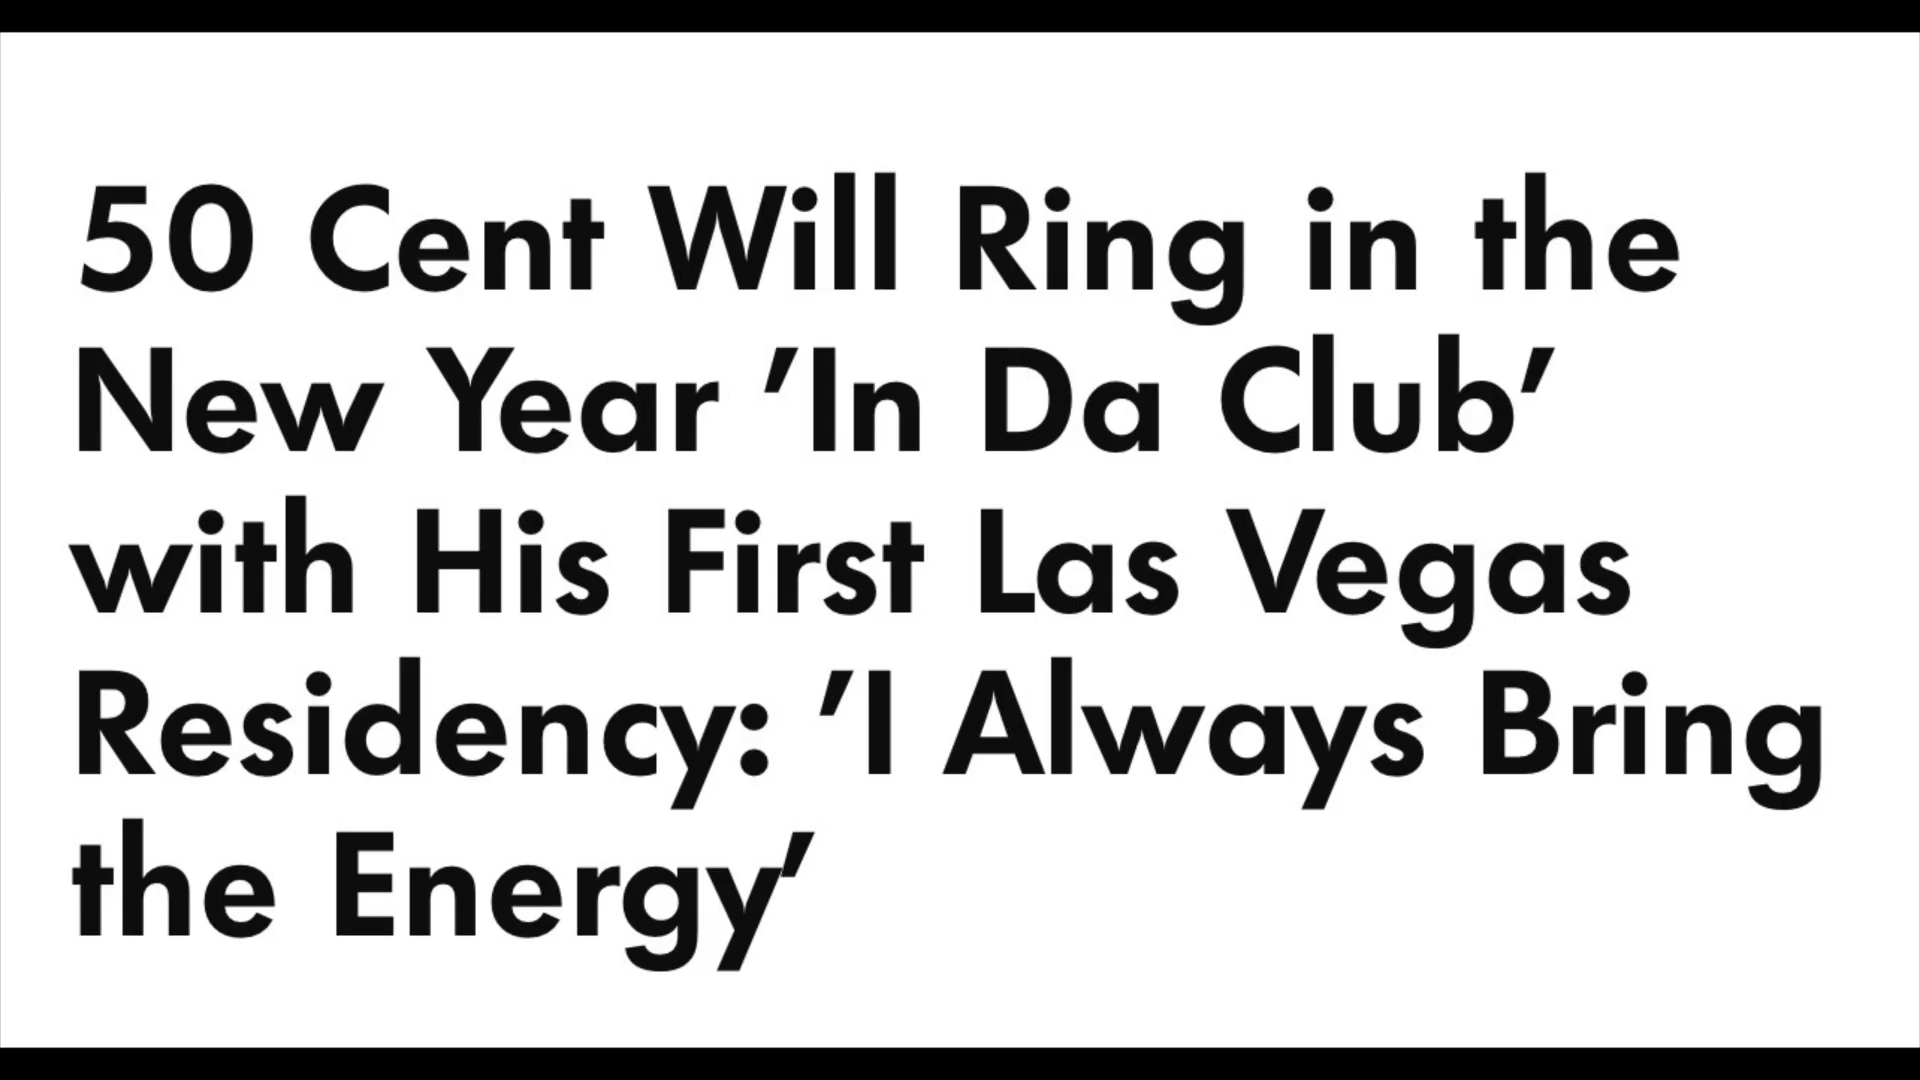 50 Cent Will Ring in the
New Year ’In Da Club’
with His First Las Vegas
Residency: ’I Always Bring
the Energy’